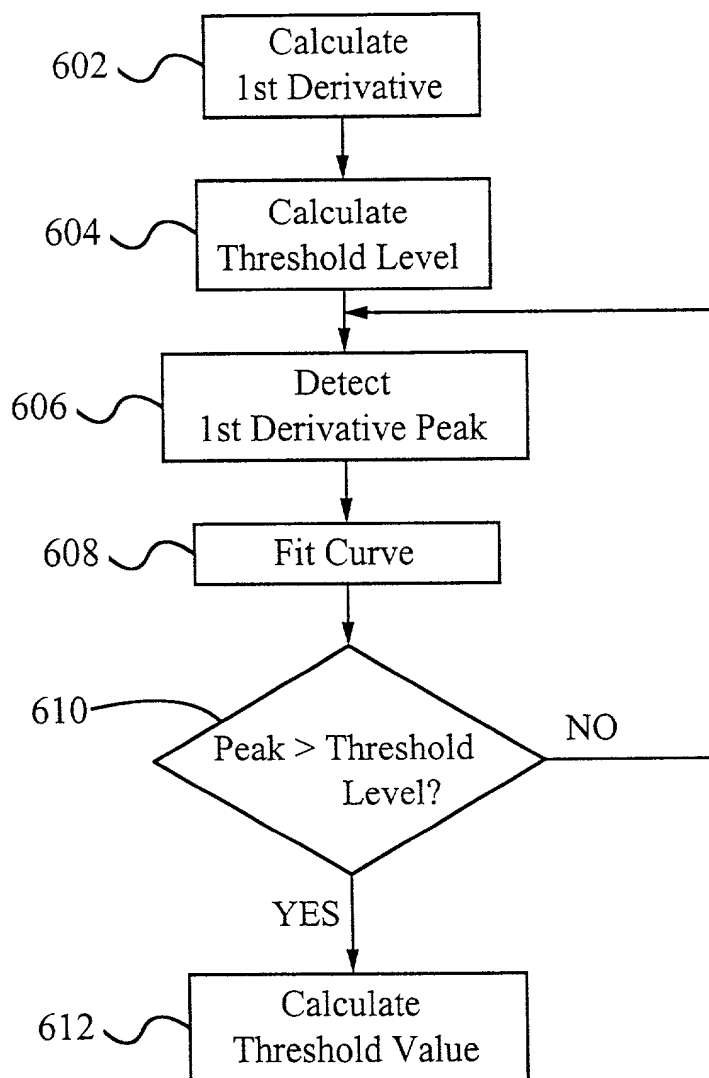 602
Calculate
1st Derivative
604
Calculate
Threshold Level
606
Detect
1st Derivative Peak
608
Fit Curve
610
Peak > Threshold
Level?
NO
YES
612
Calculate
Threshold Value